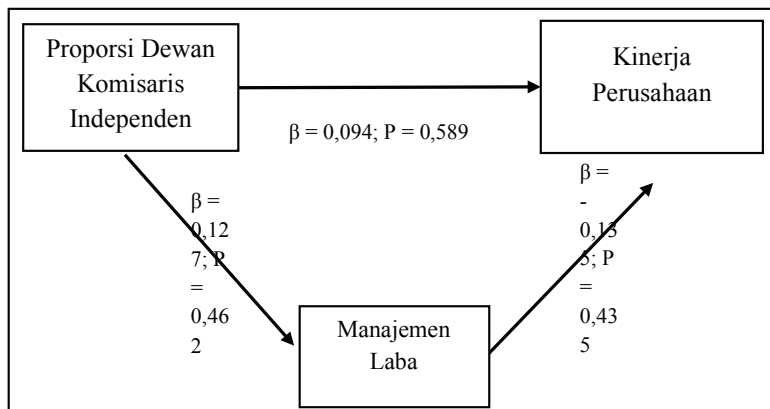 Proporsi Dewan
Komisaris
Independen
Kinerja
Perusahaan
β = 0,094; P = 0,589
β =
0,12
7; P
=
0,46
2
β =
-
0,13
5; P
=
0,43
5
Manajemen
Laba